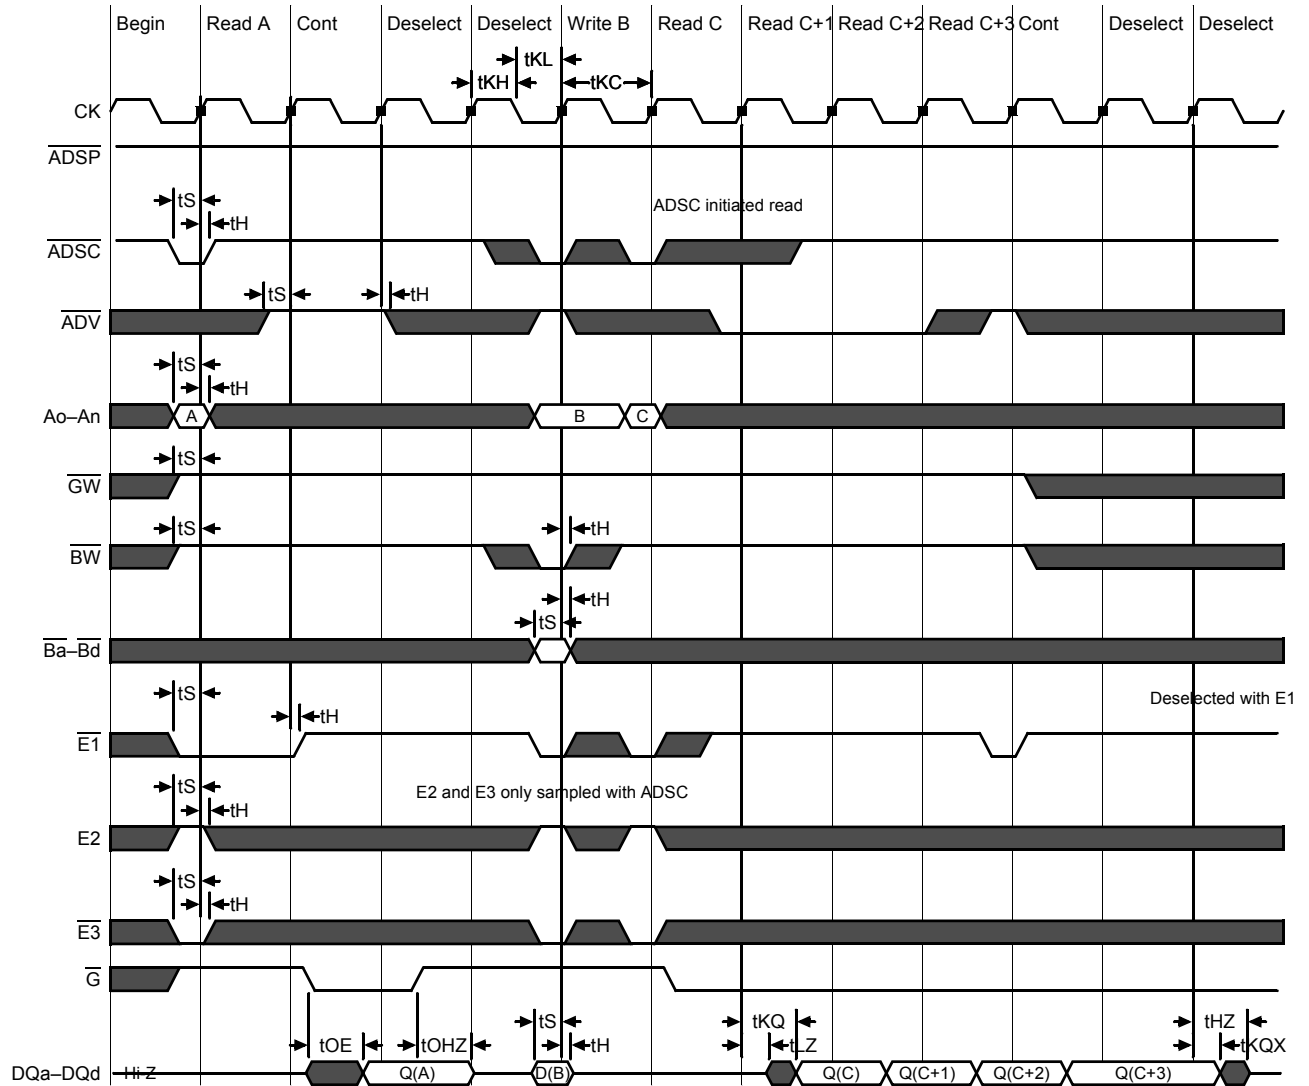 Begin Read A Cont Deselect Deselect Write B Read C Read C+1 Read C+2 Read C+3 Cont Deselect Deselect
tKL
tKH tKC
CK
ADSP
tS
ADSC initiated read
tH
ADSC
tS tH
ADV
tS
tH
Ao–An A B C
tS
GW
tS tH
BW
tH
tS
Ba–Bd
tS Deselected with E1
tH
E1
tS E2 and E3 only sampled with ADSC
tH
E2
tS
tH
E3
G
tS tKQ tHZ
tOE tOHZ tH tLZ tKQX
DQa–DQd Hi-Z Q(A) D(B) Q(C) Q(C+1) Q(C+2) Q(C+3)